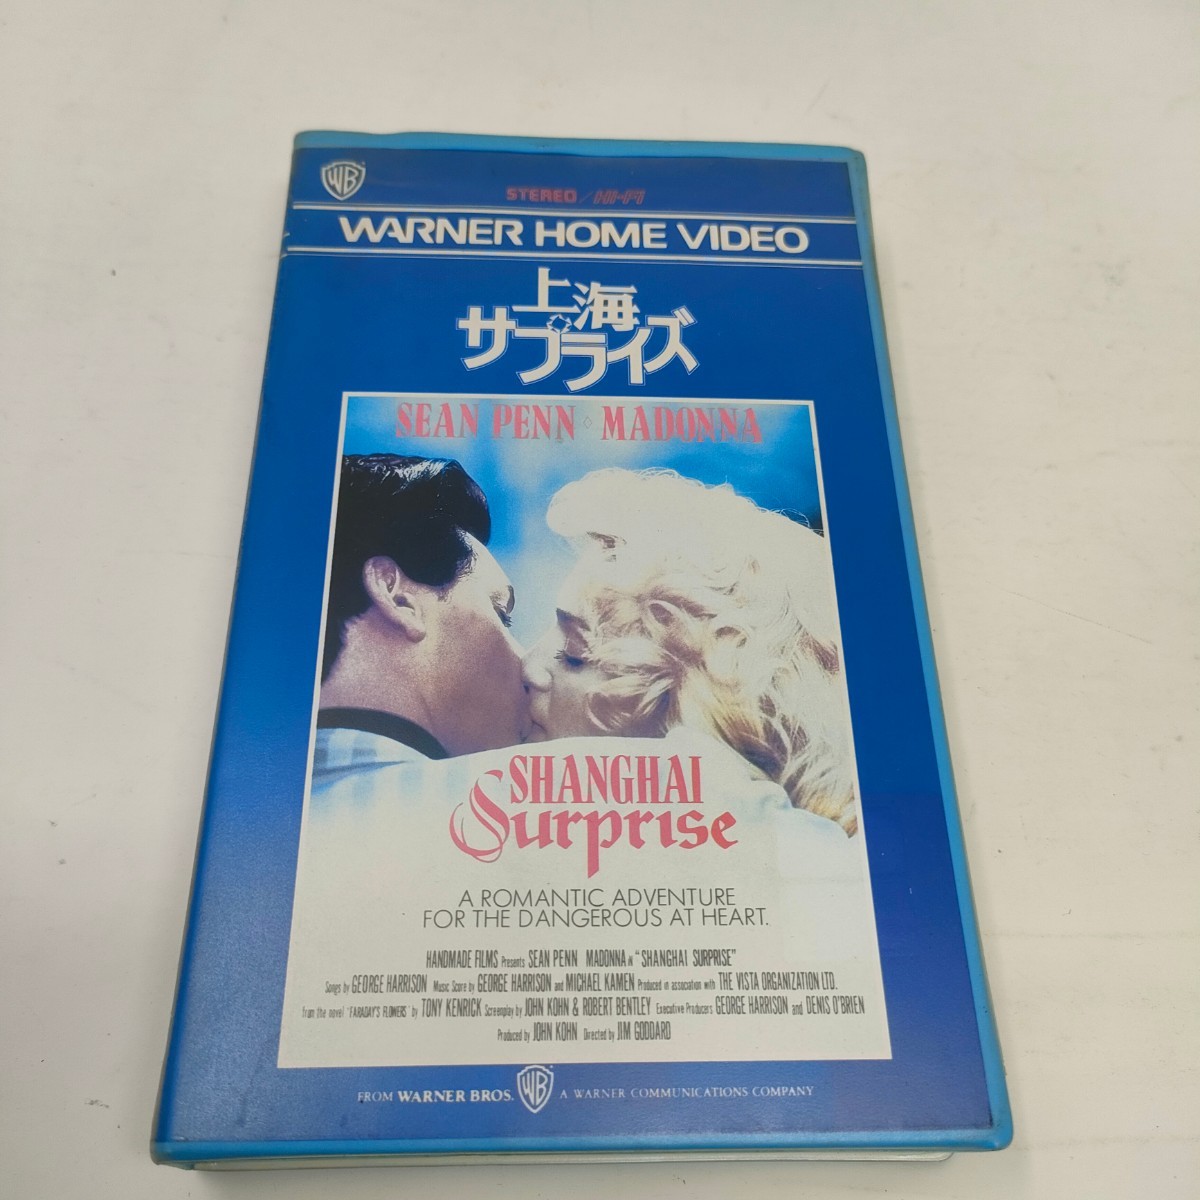 WB
STEREO/HI-FI
WARNER HOME VIDEO
上海
サプライズ
SEAN PENN ◇ MADONNA
SHANGHAI
Surprise
A ROMANTIC ADVENTURE
FOR THE DANGEROUS AT HEART.
HANDMADE FILMS Presents SEAN PENN MADONNA IN "SHANGHAI SURPRISE"
Songs by GEORGE HARRISON Music Score by GEORGE HARRISON and MICHAEL KAMEN Produced in association with THE VISTA ORGANIZATION LTD.
from the novel 'FARADAY'S FLOWERS' by TONY KENRICK Screenplay by JOHN KOHN & ROBERT BENTLEY Executive Producers GEORGE HARRISON and DENIS O'BRIEN
Produced by JOHN KOHN Directed by JIM GODDARD
FROM WARNER BROS. WB A WARNER COMMUNICATIONS COMPANY